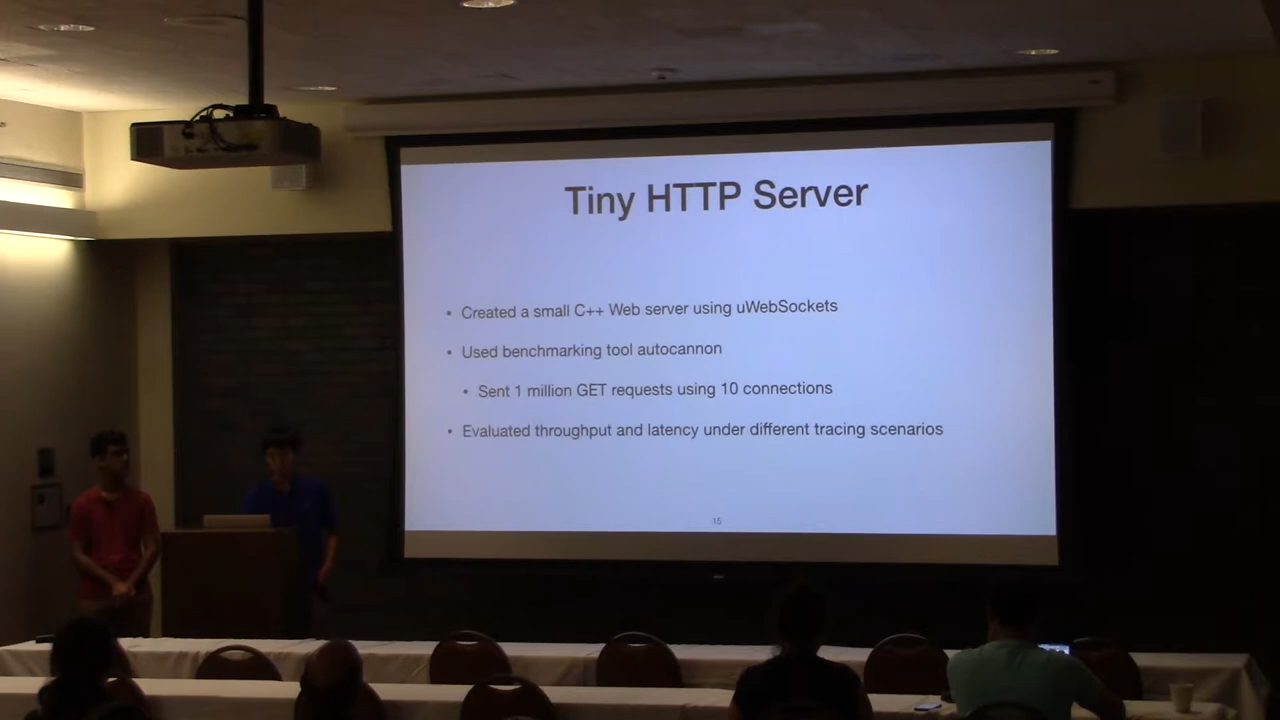 Tiny HTTP Server
• Created a small C++ Web server using uWebSockets
• Used benchmarking tool autocannon
• Sent 1 million GET requests using 10 connections
• Evaluated throughput and latency under different tracing scenarios
15